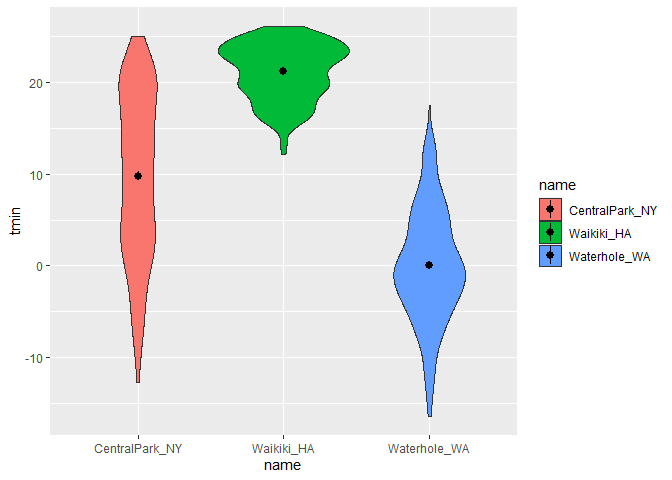 tmin
20
10
0
-10
CentralPark_NY
Waikiki_HA
Waterhole_WA
name
name
CentralPark_NY
Waikiki_HA
Waterhole_WA